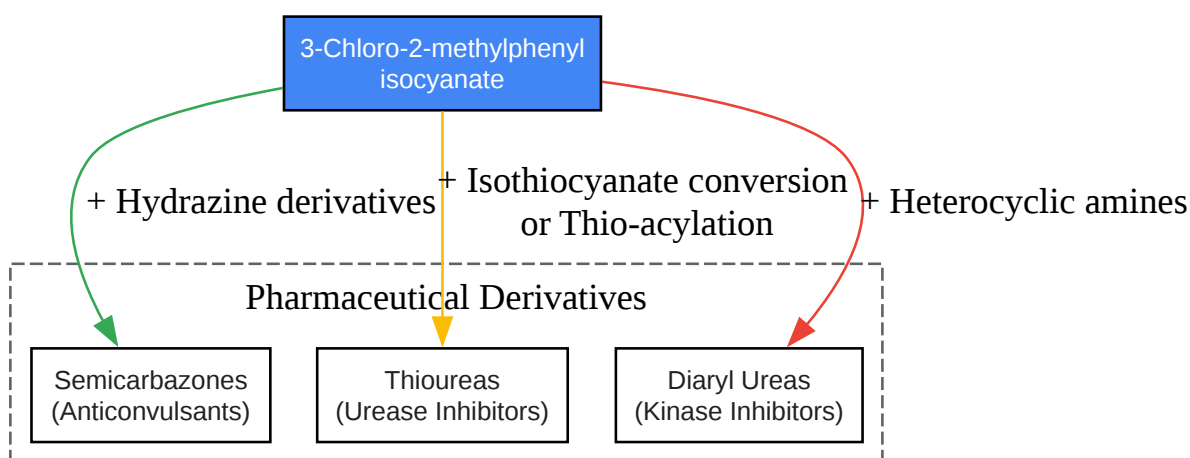 3-Chloro-2-methylphenyl
isocyanate
+ Hydrazine derivatives
+ Isothiocyanate conversion
or Thio-acylation
+ Heterocyclic amines
Pharmaceutical Derivatives
Semicarbazones
(Anticonvulsants)
Thioureas
(Urease Inhibitors)
Diaryl Ureas
(Kinase Inhibitors)